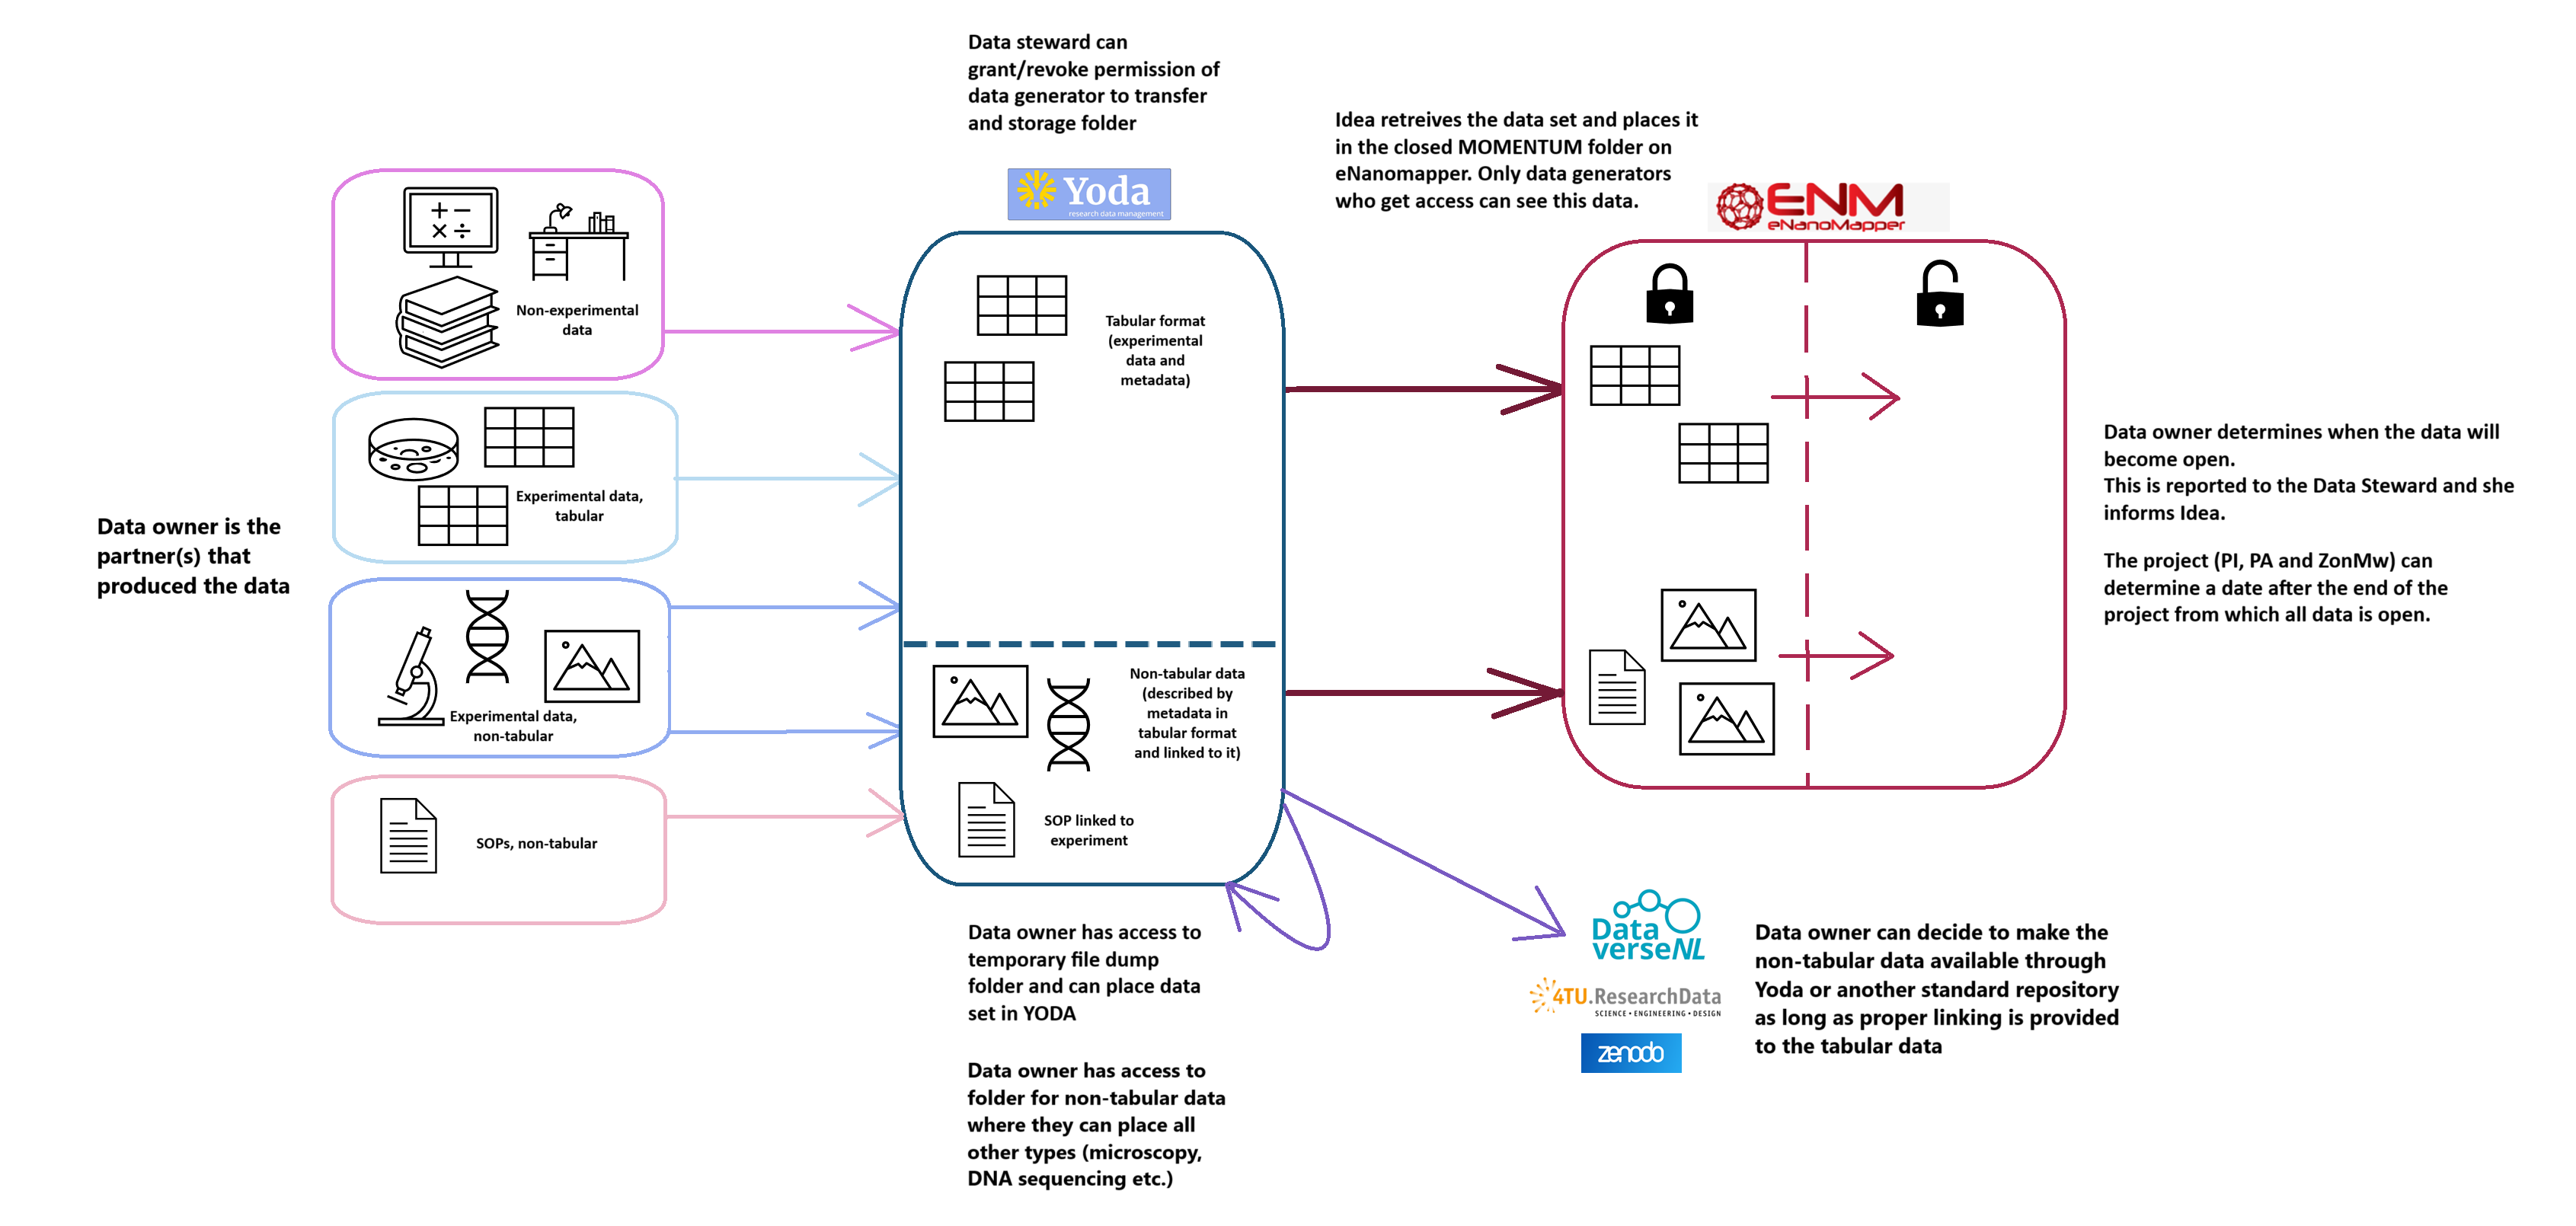 Data steward can
grant/revoke permission of
data generator to transfer
and storage folder
Yoda
research data management
Idea retreives the data set and places it
in the closed MOMENTUM folder on
eNanomapper. Only data generators
who get access can see this data.
ENM
eNanoMapper
Non-experimental
data
Experimental data,
tabular
Data owner is the
partner(s) that
produced the data
Experimental data,
non-tabular
SOPs, non-tabular
Tabular format
(experimental
data and
metadata)
Non-tabular data
(described by
metadata in
tabular format
and linked to it)
SOP linked to
experiment
Data owner determines when the data will
become open.
This is reported to the Data Steward and she
informs Idea.
The project (PI, PA and ZonMw) can
determine a date after the end of the
project from which all data is open.
Data owner has access to
temporary file dump
folder and can place data
set in YODA
Data owner has access to
folder for non-tabular data
where they can place all
other types (microscopy,
DNA sequencing etc.)
Data
verseNL
4TU.ResearchData
SCIENCE • ENGINEERING • DESIGN
zenodo
Data owner can decide to make the
non-tabular data available through
Yoda or another standard repository
as long as proper linking is provided
to the tabular data